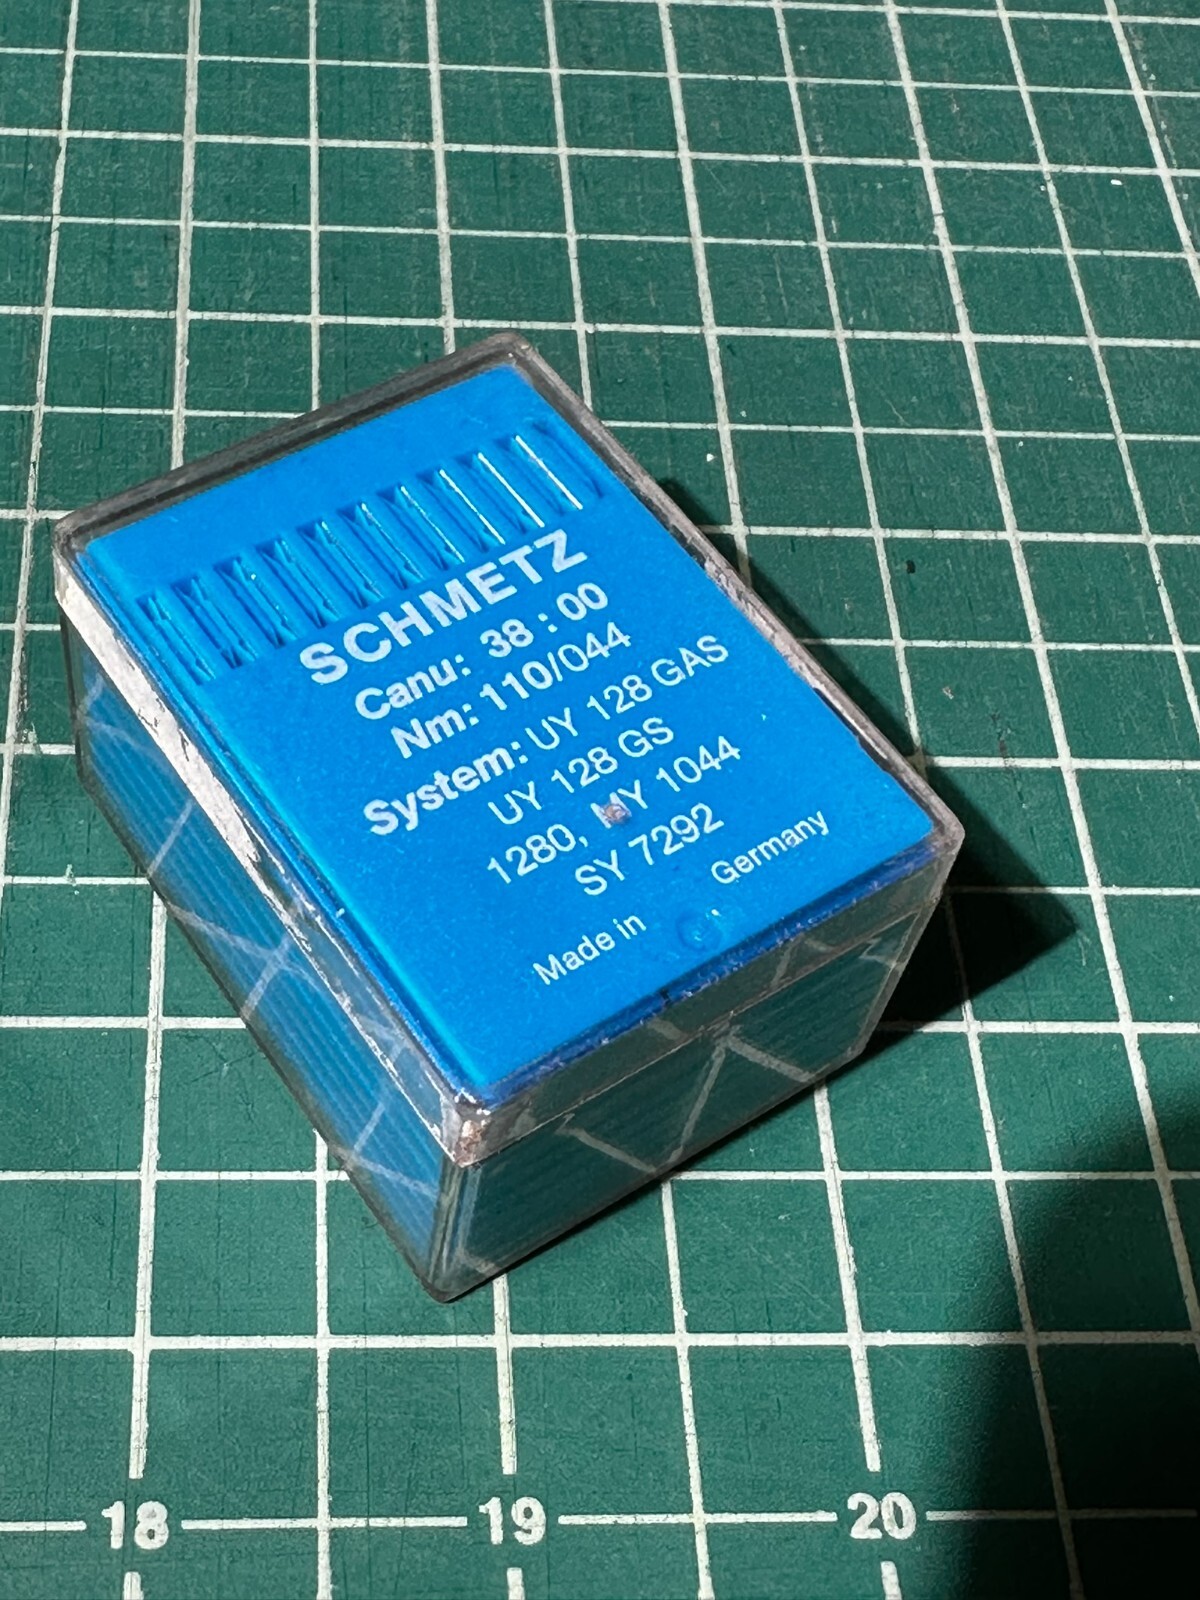 SCHMETZ
Canu: 38 : 00
Nm: 110/044
System: UY 128 GAS
UY 128 GS
1280, MY 1044
SY 7292
Made in Germany
18 19 20